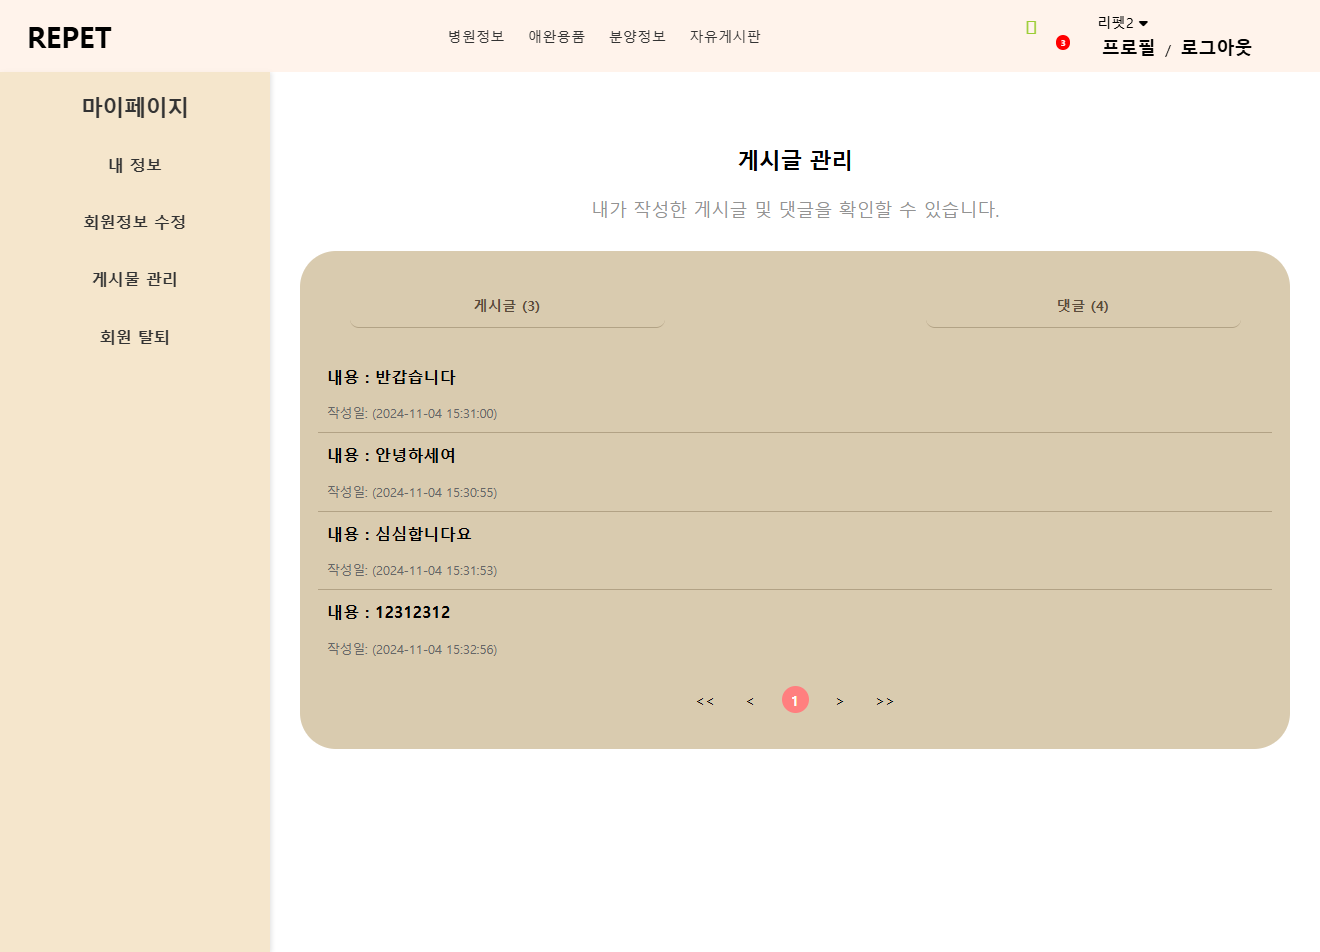 REPET
병원정보 애완용품 분양정보 자유게시판
3
리펫2
프로필 / 로그아웃
마이페이지
내 정보
회원정보 수정
게시물 관리
회원 탈퇴
게시글 관리
내가 작성한 게시글 및 댓글을 확인할 수 있습니다.
게시글 (3) 댓글 (4)
내용 : 반갑습니다
작성일: (2024-11-04 15:31:00)
내용 : 안녕하세여
작성일: (2024-11-04 15:30:55)
내용 : 심심합니다요
작성일: (2024-11-04 15:31:53)
내용 : 12312312
작성일: (2024-11-04 15:32:56)
<< < 1 > >>